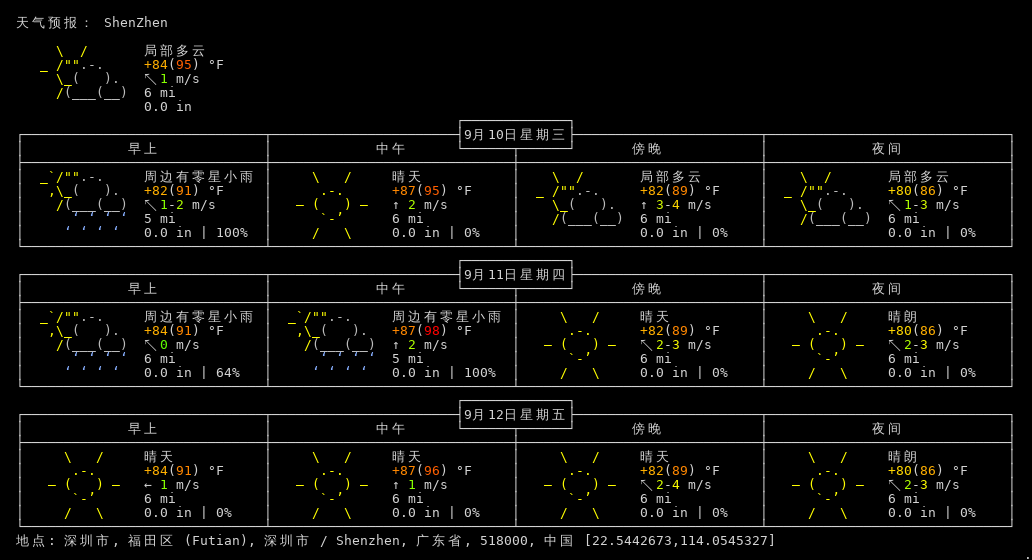 天气预报： ShenZhen
局部多云
+84(95) °F
↖ 1 m/s
6 mi
0.0 in
9月10日星期三
早上 中午 傍晚 夜间
周边有零星小雨 晴天 局部多云 局部多云
+82(91) °F +87(95) °F +82(89) °F +80(86) °F
↖ 1-2 m/s ↑ 2 m/s ↑ 3-4 m/s ↖ 1-3 m/s
5 mi 6 mi 6 mi 6 mi
0.0 in | 100% 0.0 in | 0% 0.0 in | 0% 0.0 in | 0%
9月11日星期四
早上 中午 傍晚 夜间
周边有零星小雨 周边有零星小雨 晴天 晴朗
+84(91) °F +87(98) °F +82(89) °F +80(86) °F
↖ 0 m/s ↑ 2 m/s ↖ 2-3 m/s ↖ 2-3 m/s
6 mi 5 mi 6 mi 6 mi
0.0 in | 64% 0.0 in | 100% 0.0 in | 0% 0.0 in | 0%
9月12日星期五
早上 中午 傍晚 夜间
晴天 晴天 晴天 晴朗
+84(91) °F +87(96) °F +82(89) °F +80(86) °F
← 1 m/s ↑ 1 m/s ↖ 2-4 m/s ↖ 2-3 m/s
6 mi 6 mi 6 mi 6 mi
0.0 in | 0% 0.0 in | 0% 0.0 in | 0% 0.0 in | 0%
地点: 深圳市, 福田区 (Futian), 深圳市 / Shenzhen, 广东省, 518000, 中国 [22.5442673,114.0545327]